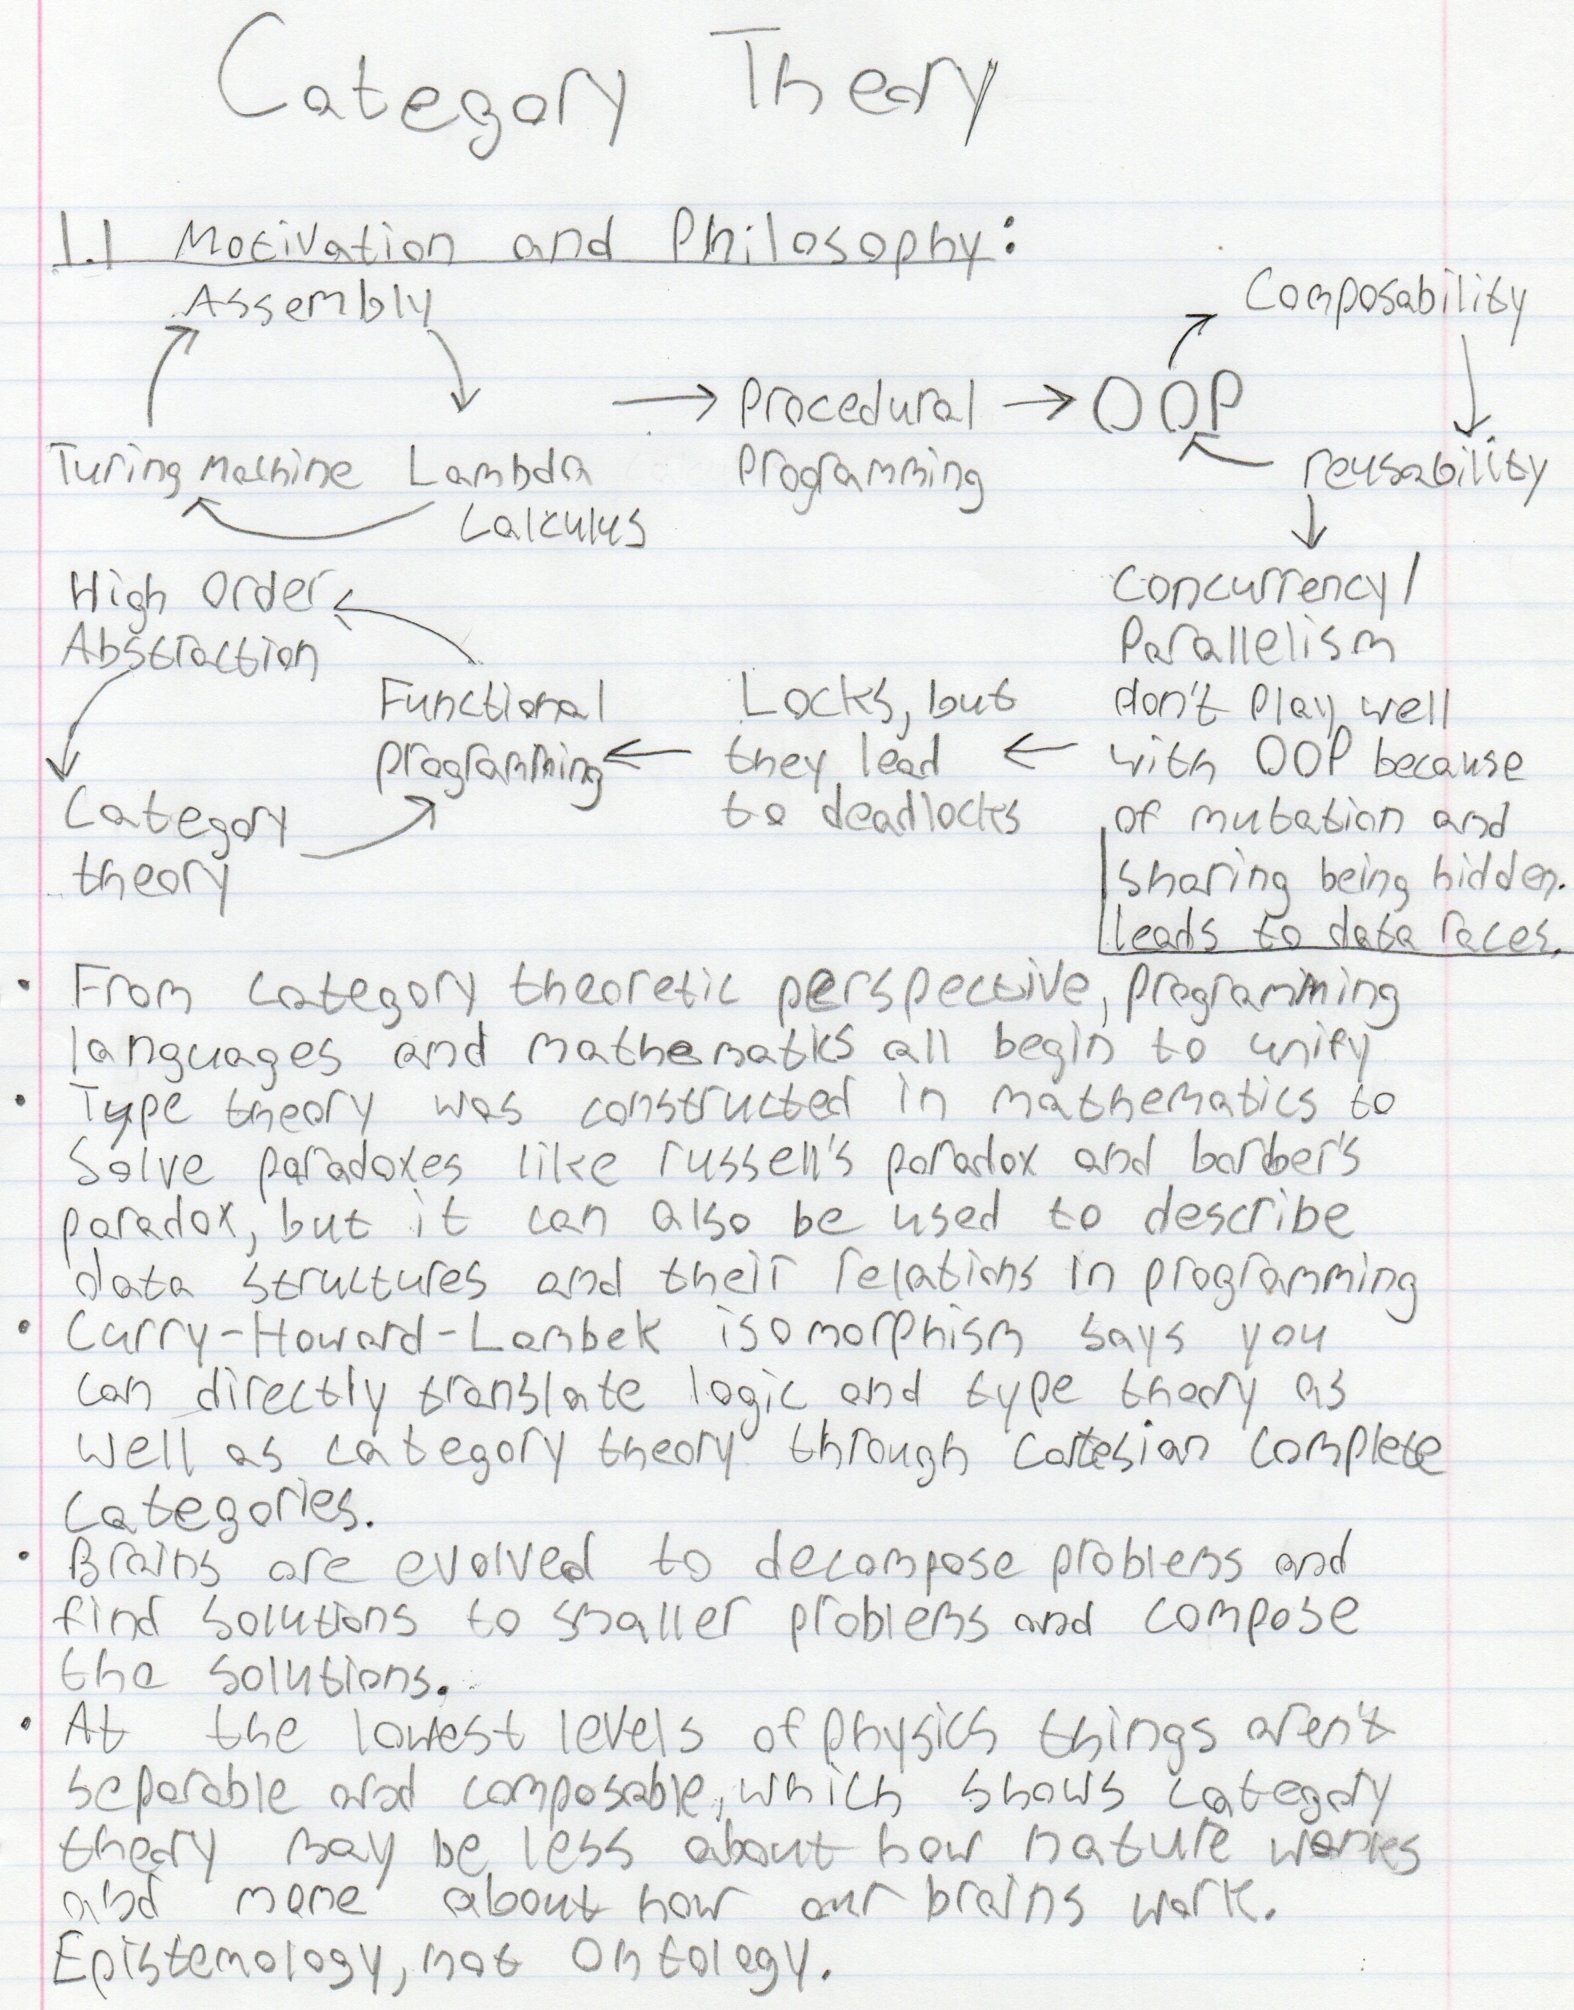 Category Theory
1.1 Motivation and Philosophy:
Assembly
Turing Machine
Lambda
Calculus
Procedural
Programming
OOP
Composability
reusability
Concurrency/
Parallelism
don't play well
with OOP because
of mutation and
sharing being hidden.
leads to data races.
Locks, but
they lead
to deadlocks
Functional
programming
High Order
Abstraction
Category
theory
• From category theoretic perspective, programming
languages and mathematics all begin to unify
• Type theory was constructed in mathematics to
solve paradoxes like russell's paradox and barber's
paradox, but it can also be used to describe
data structures and their relations in programming
• Curry-Howard-Lambek isomorphism says you
can directly translate logic and type theory as
well as category theory through cartesian complete
categories.
• Brains are evolved to decompose problems and
find solutions to smaller problems and compose
the solutions.
• At the lowest levels of physics things aren't
separable and composable, which shows category
theory may be less about how nature works
and more about how our brains work.
Epistemology, not Ontology.